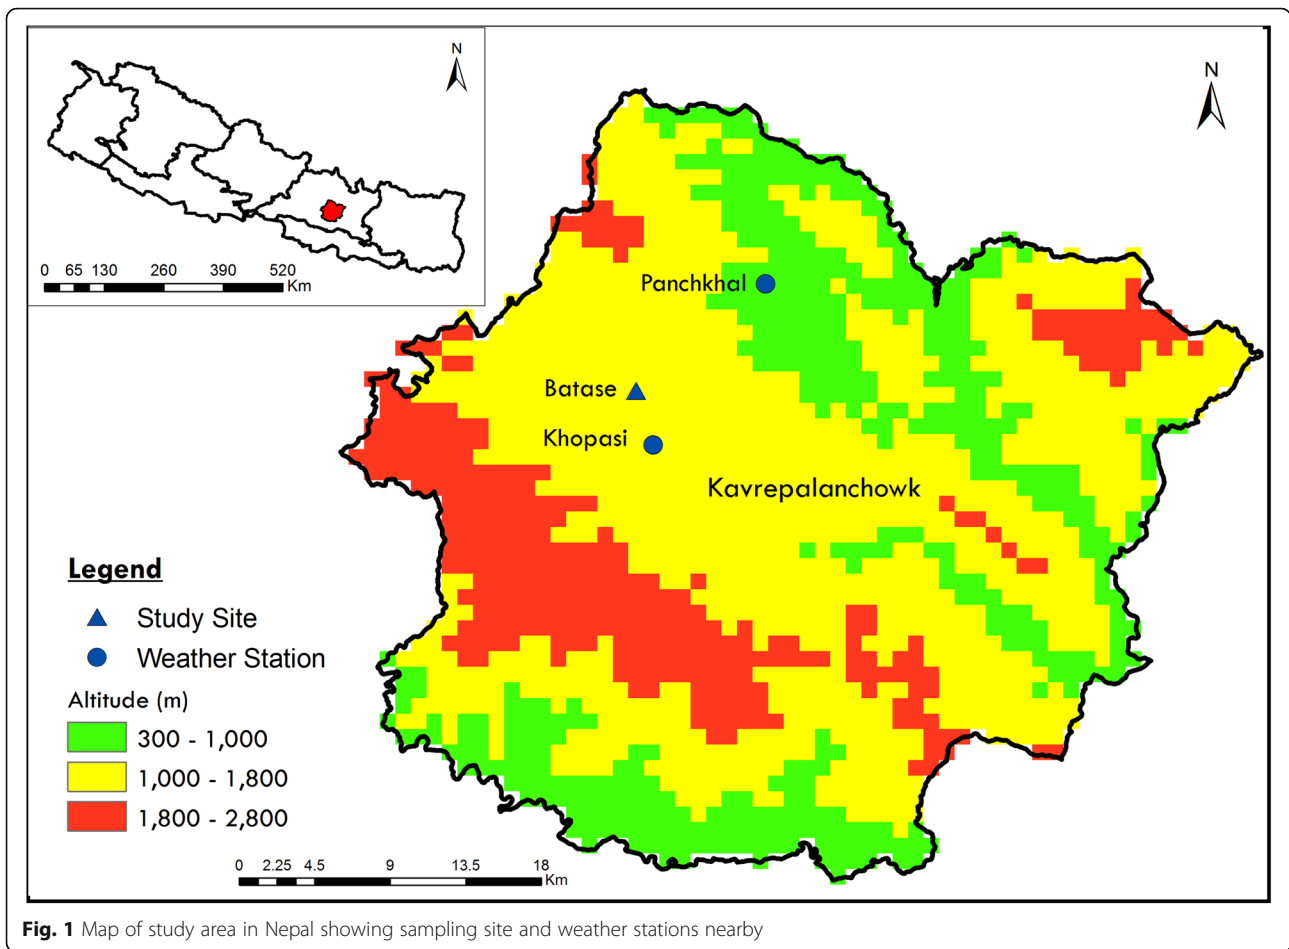 N
0 65 130 260 390 520
Km
N
Panchkhal
Batase
Khopasi
Kavrepalanchowk
Legend
Study Site
Weather Station
Altitude (m)
300 - 1,000
1,000 - 1,800
1,800 - 2,800
0 2.25 4.5 9 13.5 18
Km
Fig. 1 Map of study area in Nepal showing sampling site and weather stations nearby